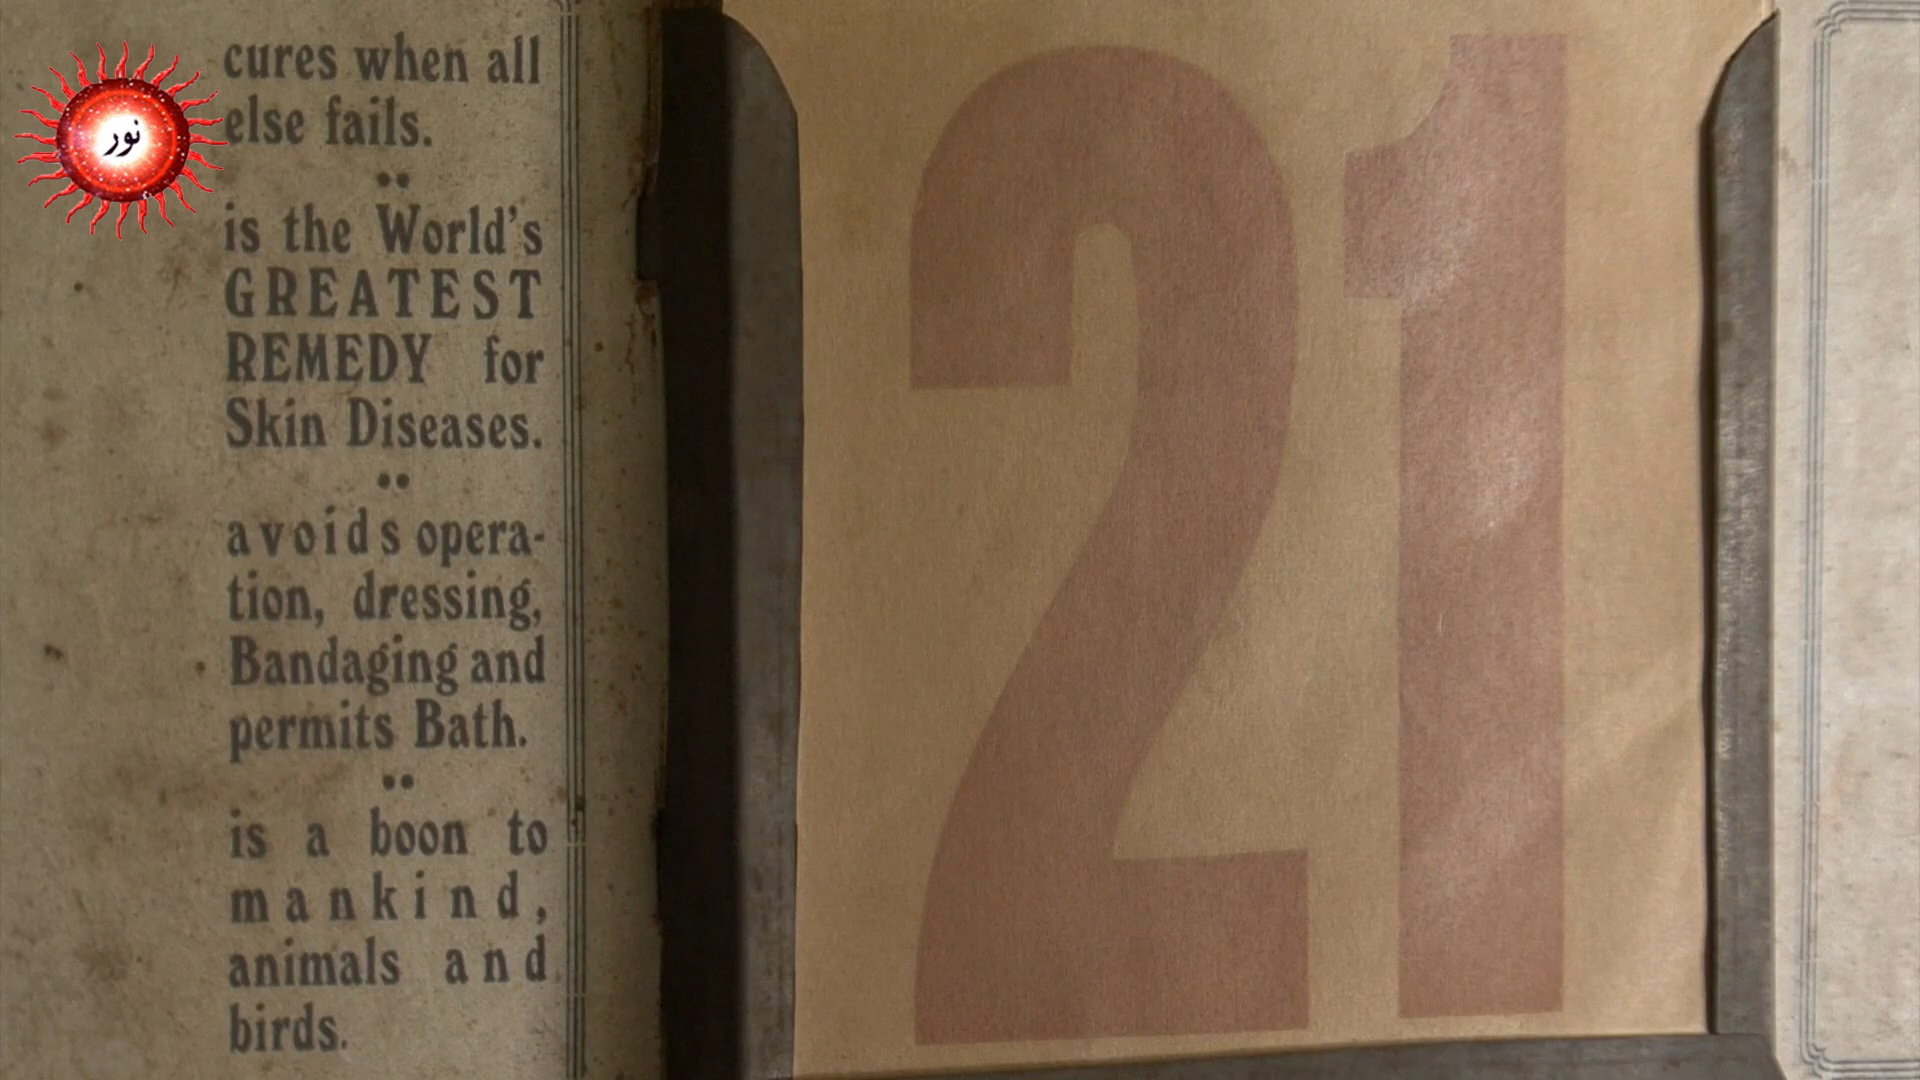 نور
cures when all
else fails.
is the World's
GREATEST
REMEDY for
Skin Diseases.
avoids opera-
tion, dressing,
Bandaging and
permits Bath.
is a boon to
mankind,
animals and
birds.
21